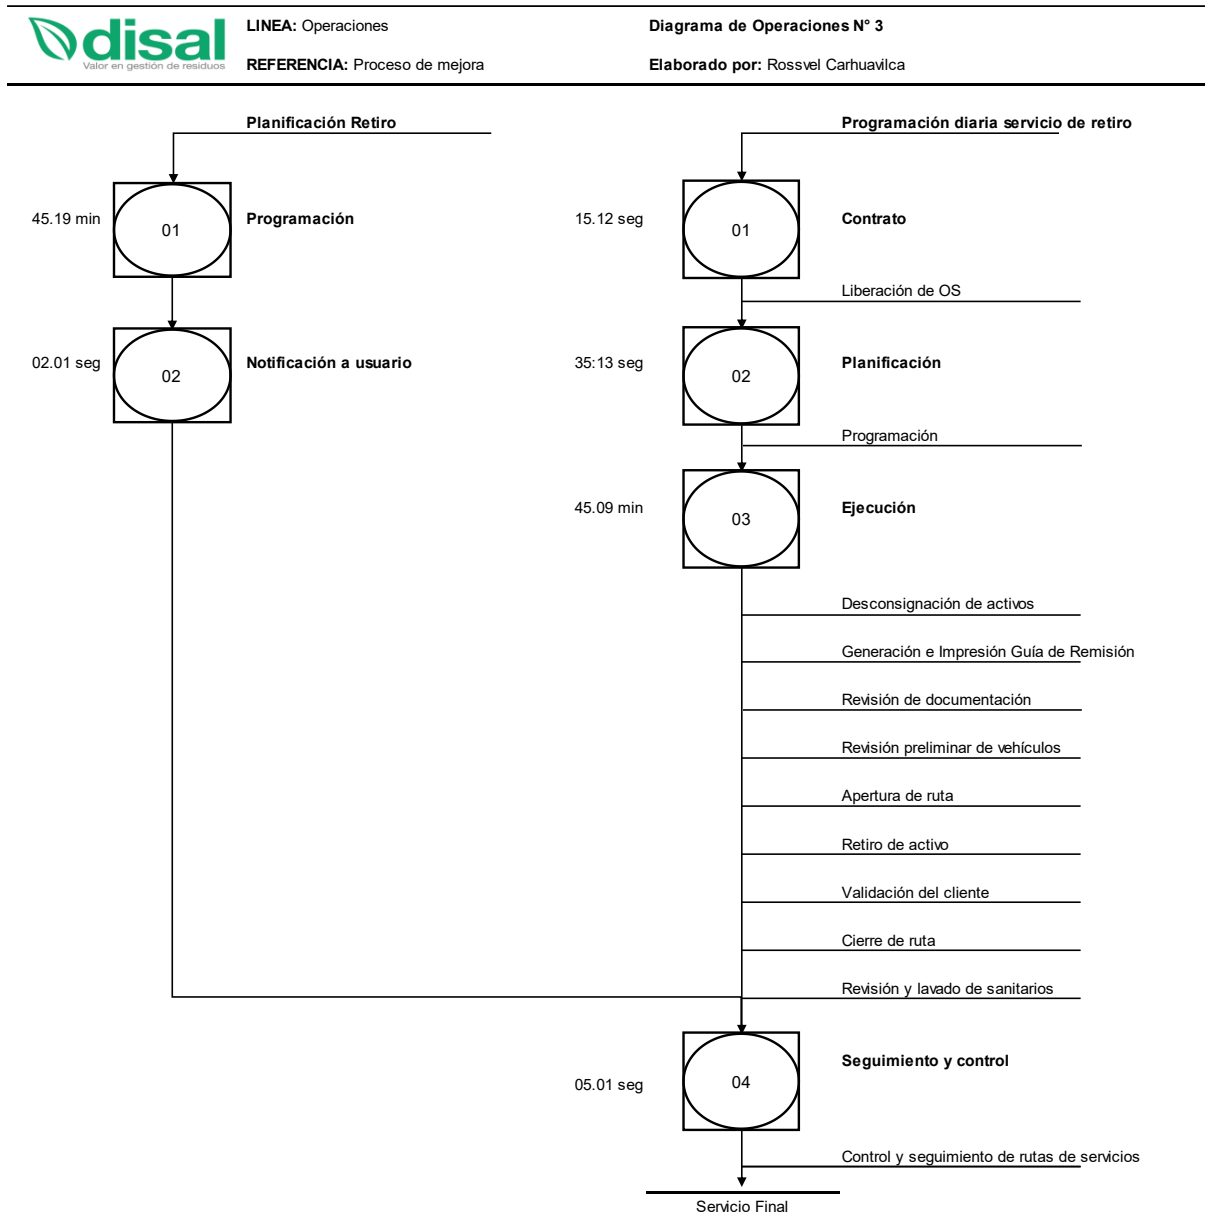 disal
Valor en gestión de residuos
LINEA: Operaciones
Diagrama de Operaciones N° 3
REFERENCIA: Proceso de mejora
Elaborado por: Rossvel Carhuavilca
Planificación Retiro
Programación diaria servicio de retiro
45.19 min
01
Programación
15.12 seg
01
Contrato
Liberación de OS
02.01 seg
02
Notificación a usuario
35:13 seg
02
Planificación
Programación
45.09 min
03
Ejecución
Desconsignación de activos
Generación e Impresión Guía de Remisión
Revisión de documentación
Revisión preliminar de vehículos
Apertura de ruta
Retiro de activo
Validación del cliente
Cierre de ruta
Revisión y lavado de sanitarios
05.01 seg
04
Seguimiento y control
Control y seguimiento de rutas de servicios
Servicio Final